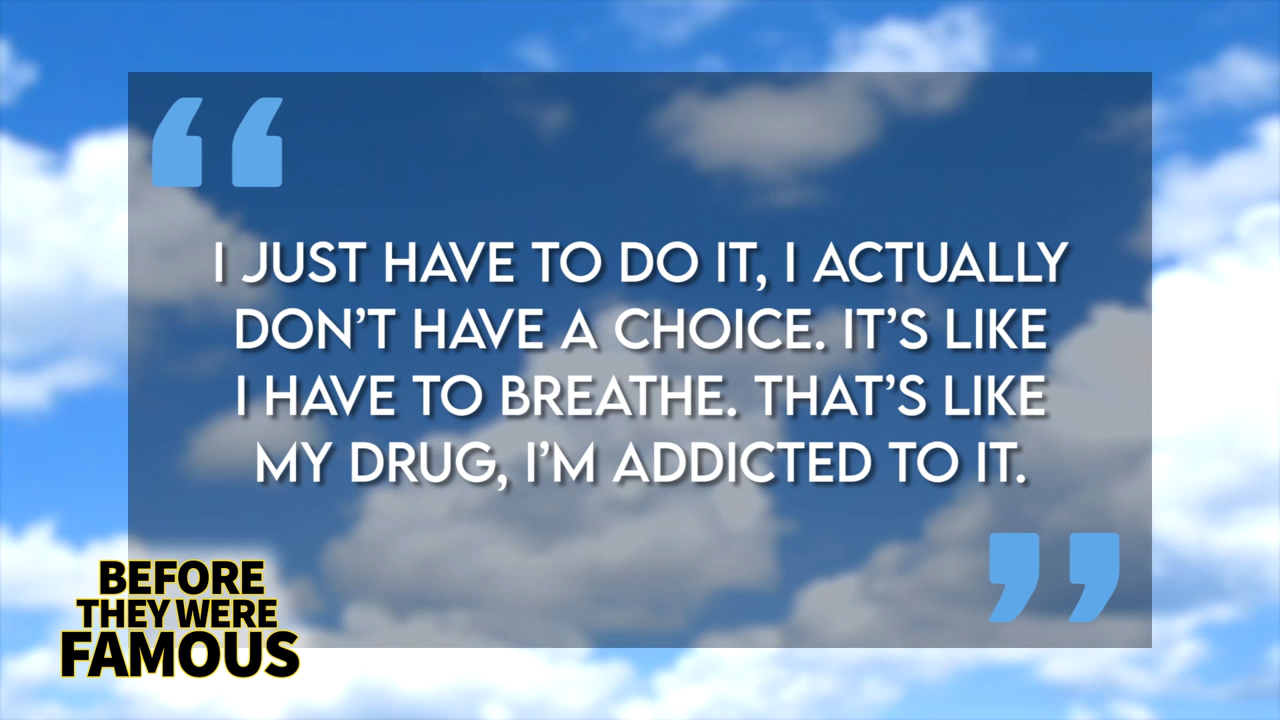 “
I JUST HAVE TO DO IT, I ACTUALLY
DON’T HAVE A CHOICE. IT’S LIKE
I HAVE TO BREATHE. THAT’S LIKE
MY DRUG, I’M ADDICTED TO IT.
”
BEFORE
THEY WERE
FAMOUS